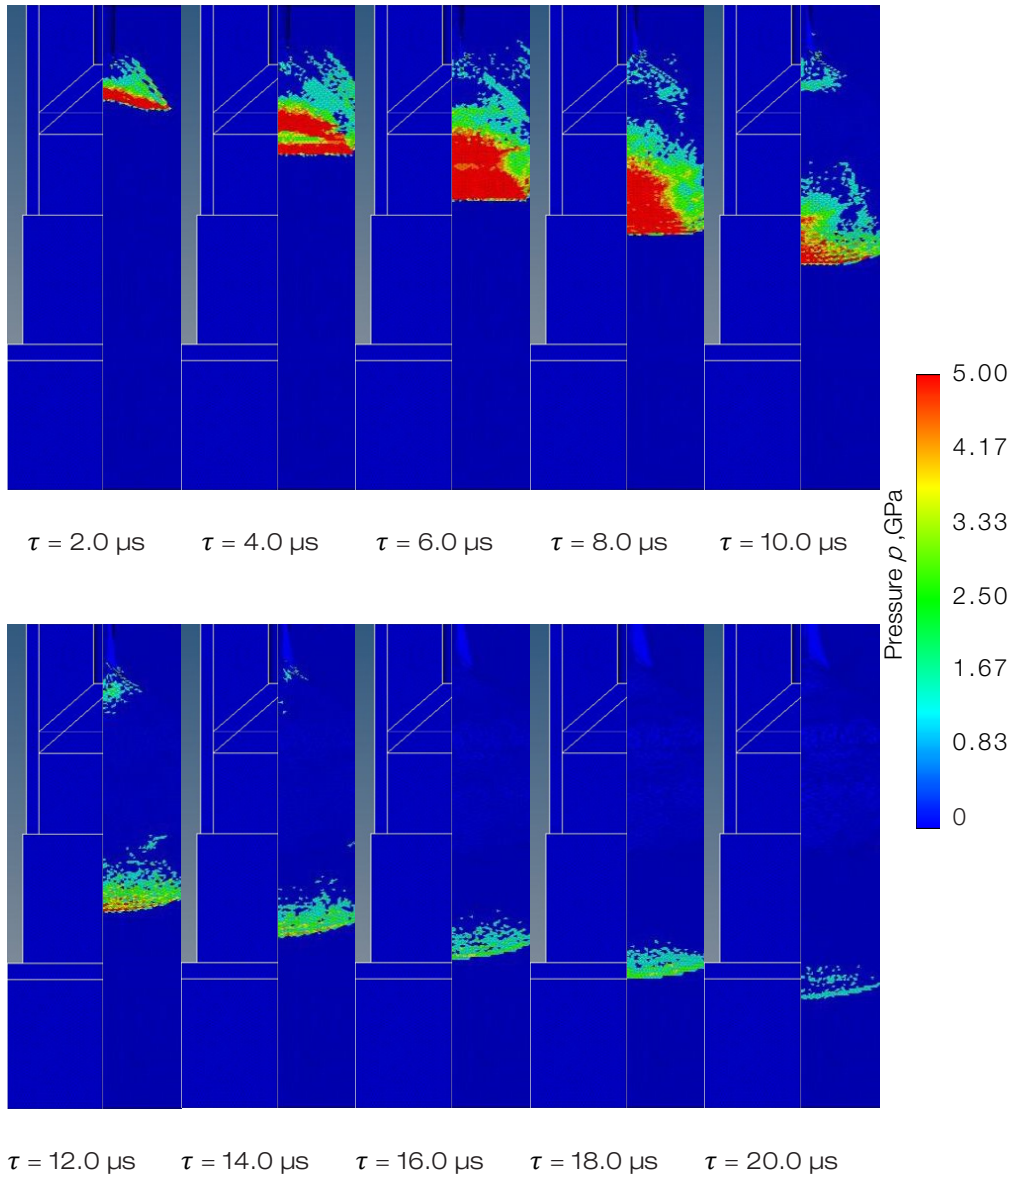 τ = 2.0 µs
τ = 4.0 µs
τ = 6.0 µs
τ = 8.0 µs
τ = 10.0 µs
Pressure p ,GPa
5.00
4.17
3.33
2.50
1.67
0.83
0
τ = 12.0 µs
τ = 14.0 µs
τ = 16.0 µs
τ = 18.0 µs
τ = 20.0 µs